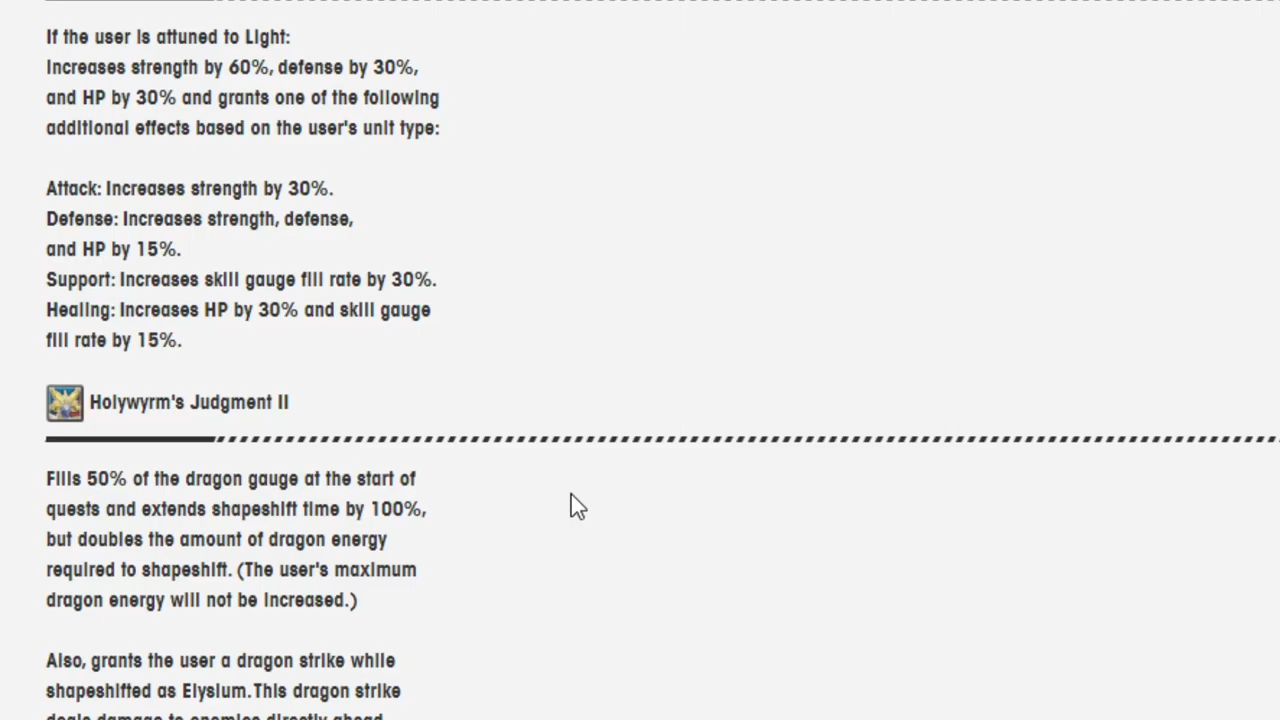 If the user is attuned to Light:
Increases strength by 60%, defense by 30%,
and HP by 30% and grants one of the following
additional effects based on the user's unit type:
Attack: Increases strength by 30%.
Defense: Increases strength, defense,
and HP by 15%.
Support: Increases skill gauge fill rate by 30%.
Healing: Increases HP by 30% and skill gauge
fill rate by 15%.
Holywyrm's Judgment II
Fills 50% of the dragon gauge at the start of
quests and extends shapeshift time by 100%,
but doubles the amount of dragon energy
required to shapeshift. (The user's maximum
dragon energy will not be increased.)
Also, grants the user a dragon strike while
shapeshifted as Elysium. This dragon strike
deals damage to enemies directly ahead